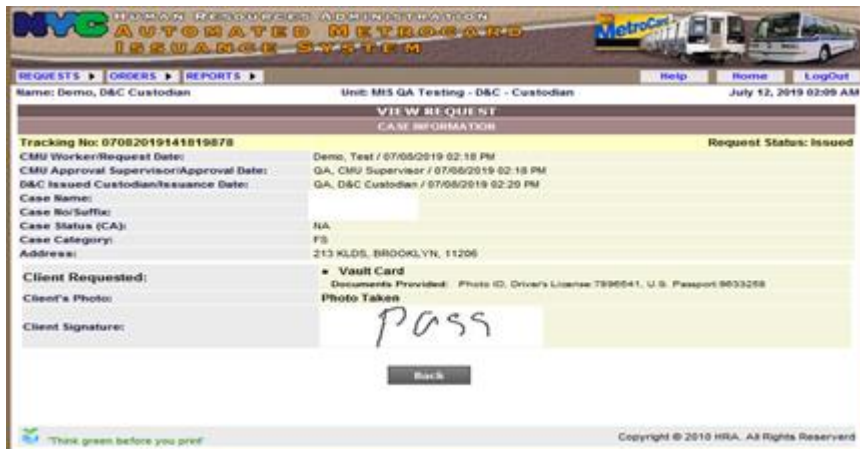 NYC HUMAN RESOURCES ADMINISTRATION
AUTOMATED METROCARD
ISSUANCE SYSTEM
MetroCard
REQUESTS ORDERS REPORTS Help Home LogOut
Name: Demo, D&C Custodian Unit: MIS QA Testing - D&C - Custodian July 12, 2019 02:09 AM
VIEW REQUEST
CASE INFORMATION
Tracking No: 07082019141819878 Request Status: Issued
CMU Worker/Request Date: Demo, Test / 07/08/2019 02:18 PM
CMU Approval Supervisor/Approval Date: QA, CMU Supervisor / 07/08/2019 02:18 PM
D&C Issued Custodian/Issuance Date: QA, D&C Custodian / 07/08/2019 02:20 PM
Case Name:
Case No/Suffix:
Case Status (CA): NA
Case Category: FS
Address: 213 KLDS, BROOKLYN, 11206
Client Requested: • Vault Card
Documents Provided: Photo ID, Driver's License 7896541, U.S. Passport 9633258
Client's Photo: Photo Taken
Client Signature: pass
Back
"Think green before you print" Copyright © 2010 HRA. All Rights Reserverd